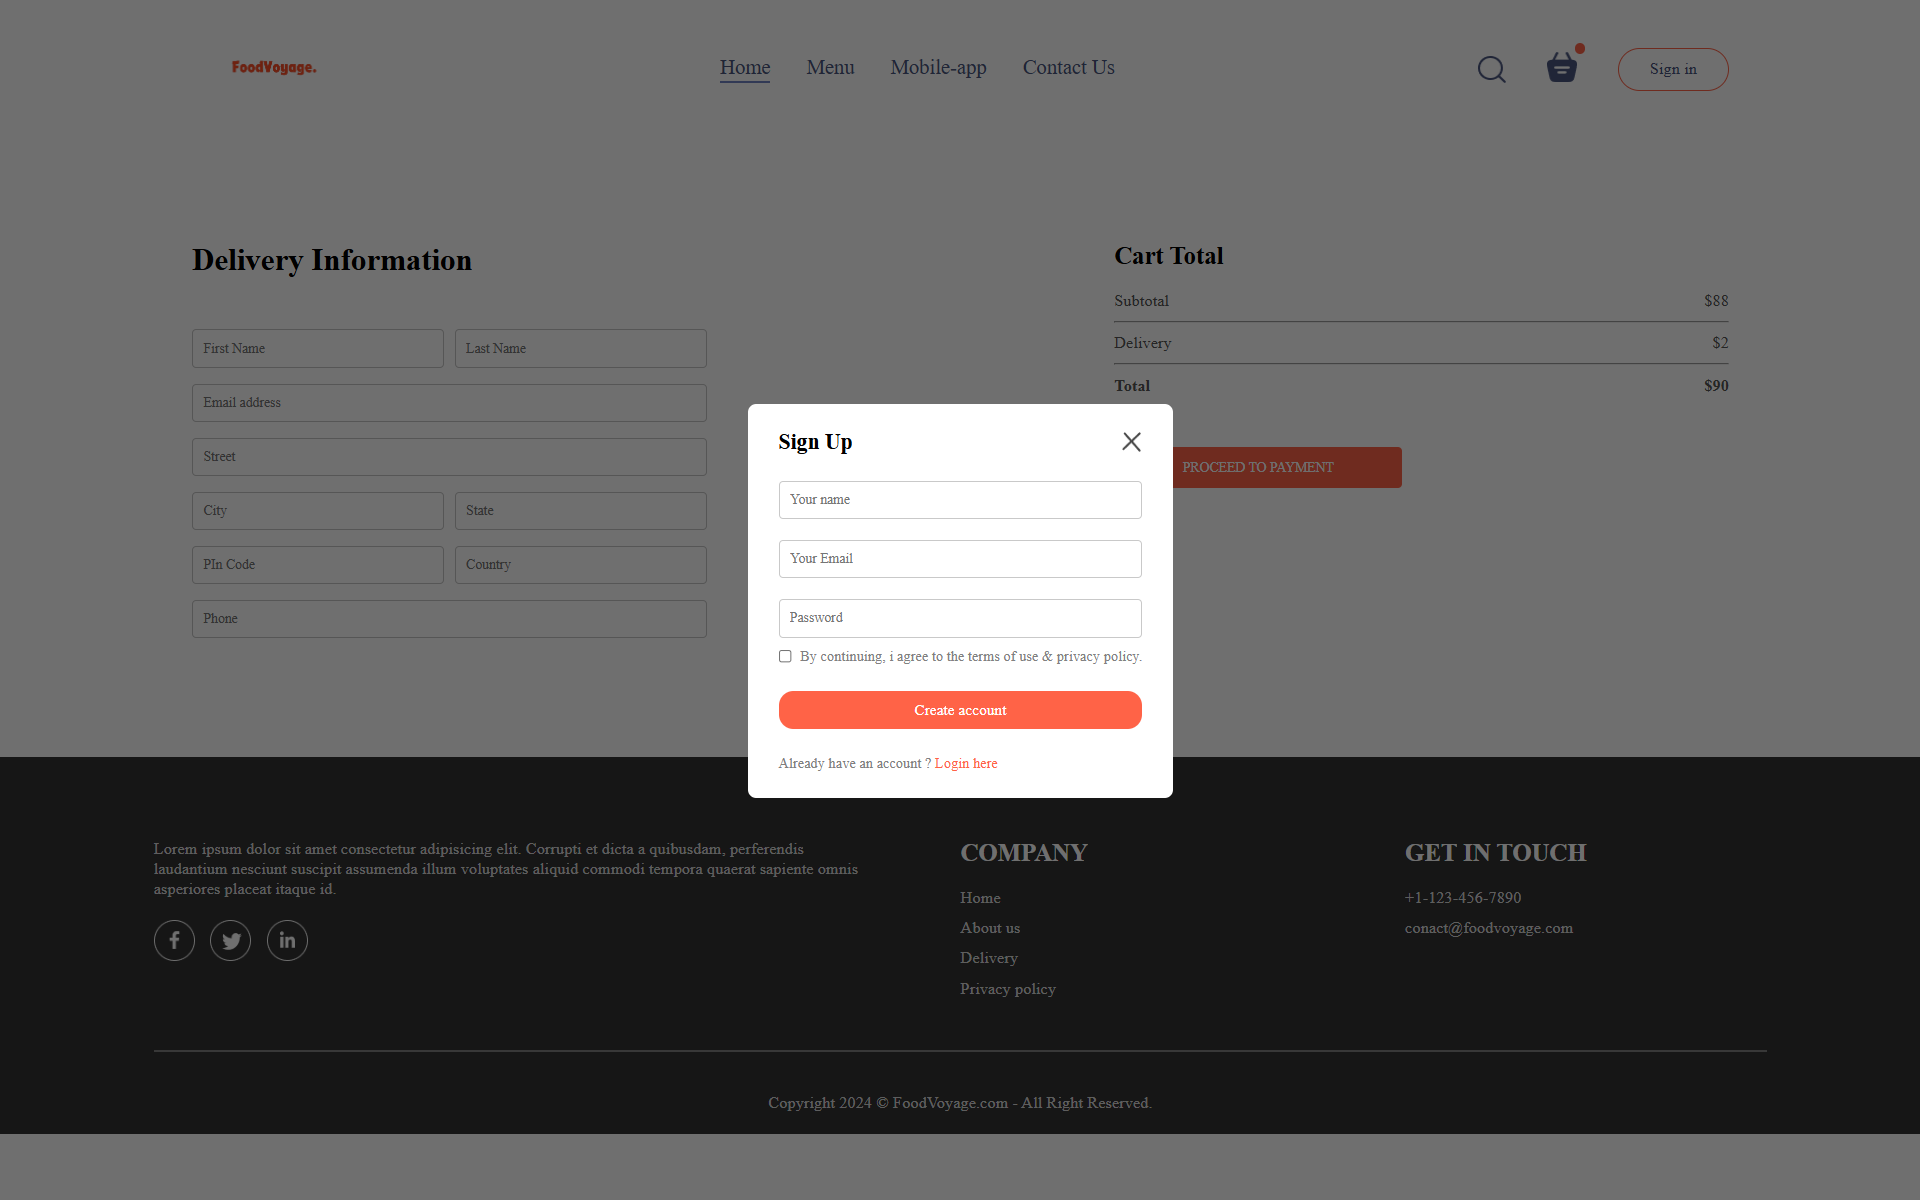 FoodVoyage.
Home Menu Mobile-app Contact Us
Sign in
Delivery Information
First Name Last Name
Email address
Street
City State
PIn Code Country
Phone
Cart Total
Subtotal $88
Delivery $2
Total $90
PROCEED TO PAYMENT
Sign Up
Your name
Your Email
Password
By continuing, i agree to the terms of use & privacy policy.
Create account
Already have an account ? Login here
Lorem ipsum dolor sit amet consectetur adipisicing elit. Corrupti et dicta a quibusdam, perferendis
laudantium nesciunt suscipit assumenda illum voluptates aliquid commodi tempora quaerat sapiente omnis
asperiores placeat itaque id.
COMPANY
Home
About us
Delivery
Privacy policy
GET IN TOUCH
+1-123-456-7890
conact@foodvoyage.com
Copyright 2024 © FoodVoyage.com - All Right Reserved.